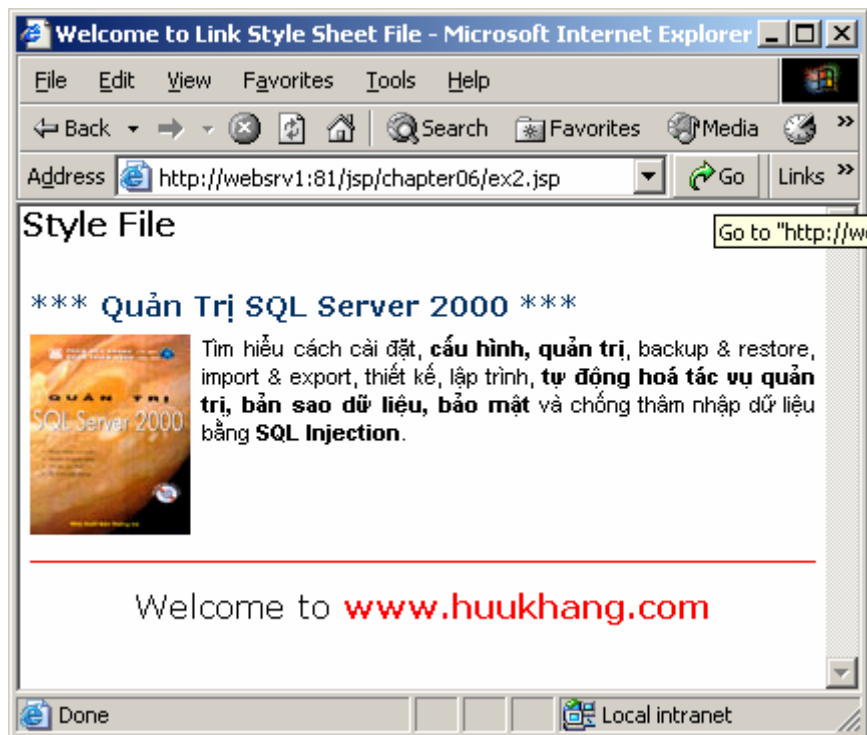 Welcome to Link Style Sheet File - Microsoft Internet Explorer
File Edit View Favorites Tools Help
Back Search Favorites Media »
Address http://websrv1:81/jsp/chapter06/ex2.jsp Go Links »
Style File
Go to "http://we
*** Quản Trị SQL Server 2000 ***
Tìm hiểu cách cài đặt, cấu hình, quản trị, backup & restore,
import & export, thiết kế, lập trình, tự động hoá tác vụ quản
trị, bản sao dữ liệu, bảo mật và chống thâm nhập dữ liệu
bằng SQL Injection.
QUẢN TRỊ
SQL Server 2000
Welcome to www.huukhang.com
Done Local intranet